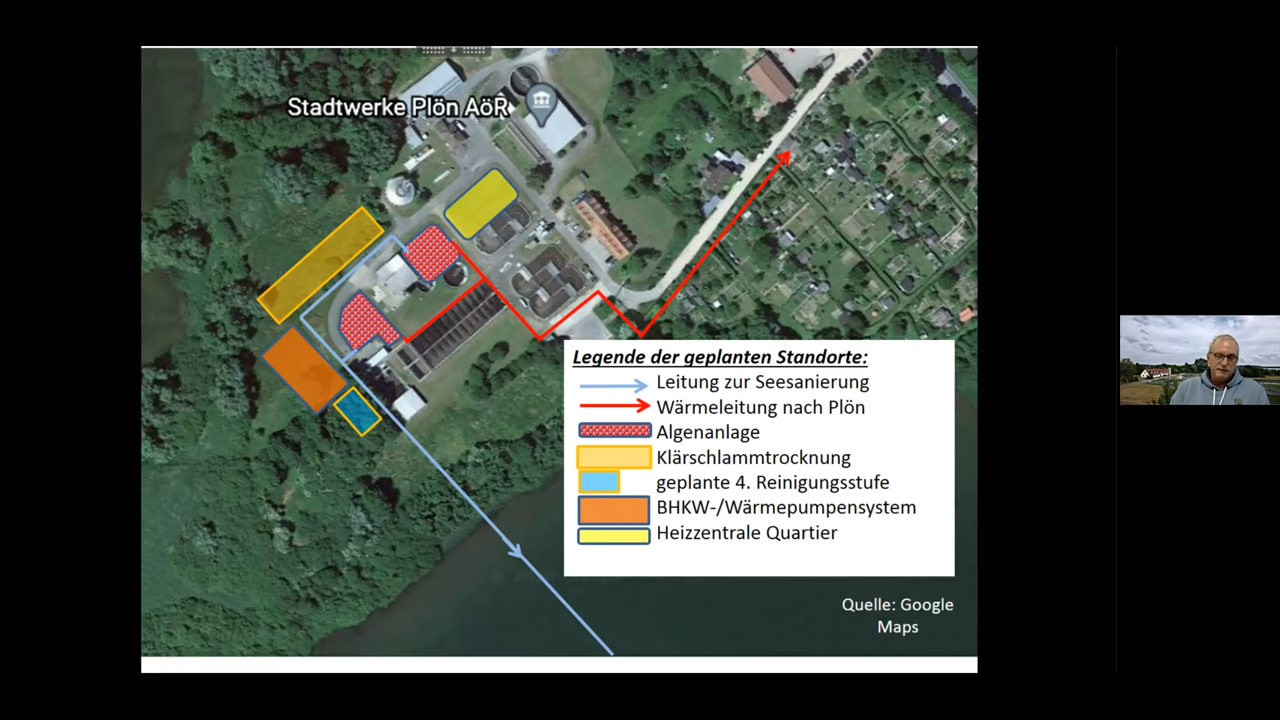 Stadtwerke Plön AöR
Legende der geplanten Standorte:
Leitung zur Seesanierung
Wärmeleitung nach Plön
Algenanlage
Klärschlammtrocknung
geplante 4. Reinigungsstufe
BHKW-/Wärmepumpensystem
Heizzentrale Quartier
Quelle: Google
Maps